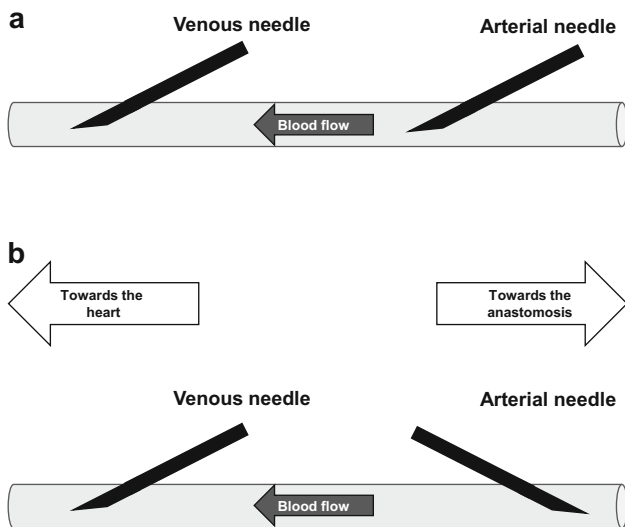 a
Venous needle
Arterial needle
Blood flow
b
Towards the
heart
Towards the
anastomosis
Venous needle
Arterial needle
Blood flow